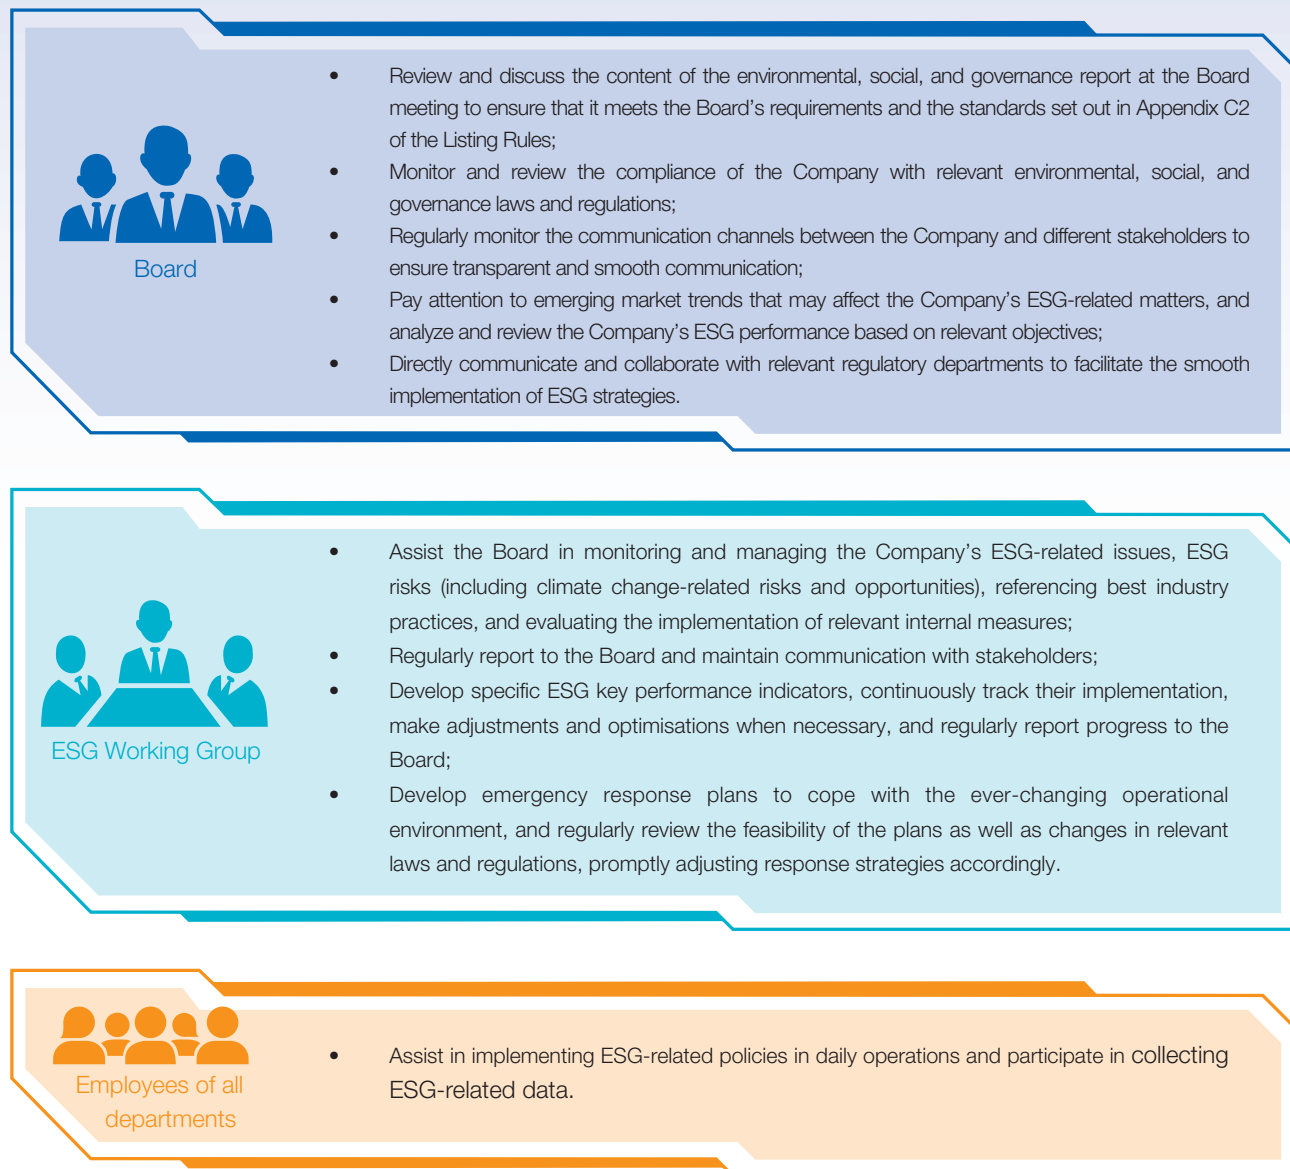 • Review and discuss the content of the environmental, social, and governance report at the Board
meeting to ensure that it meets the Board’s requirements and the standards set out in Appendix C2
of the Listing Rules;
• Monitor and review the compliance of the Company with relevant environmental, social, and
governance laws and regulations;
• Regularly monitor the communication channels between the Company and different stakeholders to
ensure transparent and smooth communication;
• Pay attention to emerging market trends that may affect the Company’s ESG-related matters, and
analyze and review the Company’s ESG performance based on relevant objectives;
• Directly communicate and collaborate with relevant regulatory departments to facilitate the smooth
implementation of ESG strategies.
Board
• Assist the Board in monitoring and managing the Company’s ESG-related issues, ESG
risks (including climate change-related risks and opportunities), referencing best industry
practices, and evaluating the implementation of relevant internal measures;
• Regularly report to the Board and maintain communication with stakeholders;
• Develop specific ESG key performance indicators, continuously track their implementation,
make adjustments and optimisations when necessary, and regularly report progress to the
Board;
• Develop emergency response plans to cope with the ever-changing operational
environment, and regularly review the feasibility of the plans as well as changes in relevant
laws and regulations, promptly adjusting response strategies accordingly.
ESG Working Group
• Assist in implementing ESG-related policies in daily operations and participate in collecting
ESG-related data.
Employees of all
departments